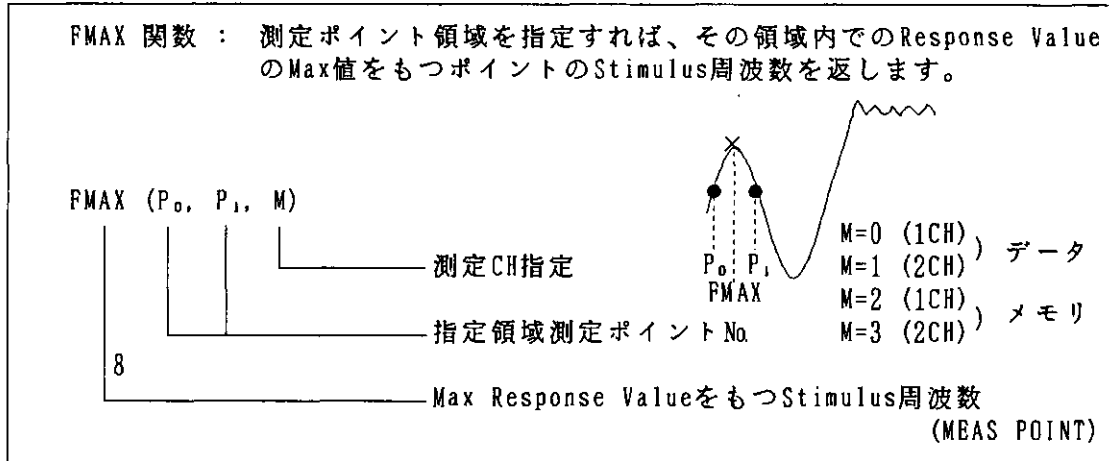 FMAX 関数 : 測定ポイント領域を指定すれば、その領域内でのResponse Value
のMax値をもつポイントのStimulus周波数を返します。
FMAX (P₀, P₁, M)
測定CH指定
指定領域測定ポイントNo.
8
Max Response ValueをもつStimulus周波数
(MEAS POINT)
P₀ P₁
FMAX
M=0 (1CH)
M=1 (2CH) ) データ
M=2 (1CH)
M=3 (2CH) ) メモリ